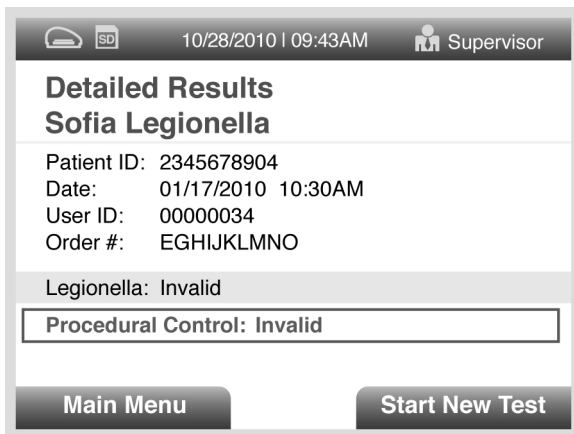 SD 10/28/2010 | 09:43AM Supervisor
Detailed Results
Sofia Legionella
Patient ID: 2345678904
Date: 01/17/2010 10:30AM
User ID: 00000034
Order #: EGHIJKLMNO
Legionella: Invalid
Procedural Control: Invalid
Main Menu Start New Test